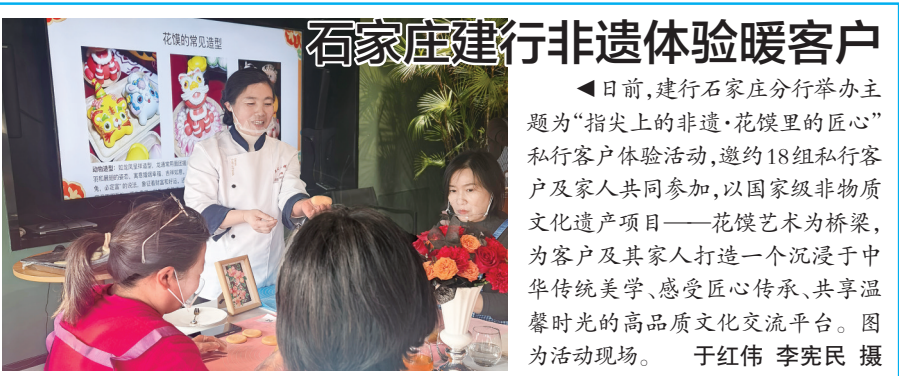 石家庄建行非遗体验暖客户
花馍的常见造型
◀日前,建行石家庄分行举办主
题为“指尖上的非遗·花馍里的匠心”
私行客户体验活动,邀约18组私行客
户及家人共同参加,以国家级非物质
文化遗产项目——花馍艺术为桥梁,
为客户及其家人打造一个沉浸于中
华传统美学、感受匠心传承、共享温
馨时光的高品质文化交流平台。图
为活动现场。 于红伟 李宪民 摄